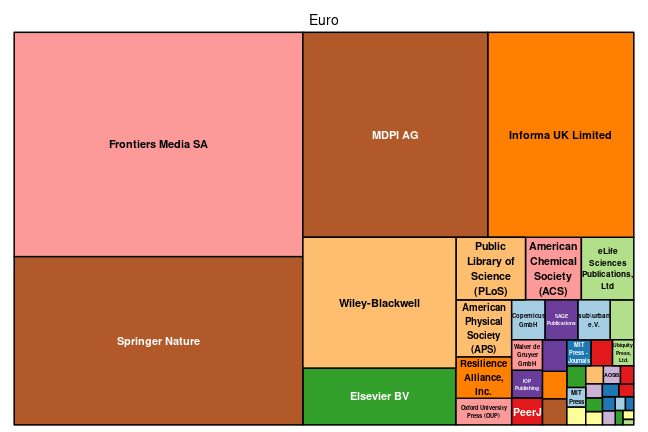 Euro
Frontiers Media SA
MDPI AG
Informa UK Limited
Springer Nature
Wiley-Blackwell
Elsevier BV
Public
Library of
Science
(PLoS)
American
Chemical
Society
(ACS)
eLife
Sciences
Publications,
Ltd
American
Physical
Society
(APS)
Resilience
Alliance,
Inc.
Oxford University
Press (OUP)
Copernicus
GmbH
SAGE
Publications
suburban
e.V.
Walter de
Gruyter
GmbH
IOP
Publishing
PeerJ
MIT
Press -
Journals
Ubiquity
Press,
Ltd.
MIT
Press
AOSIS